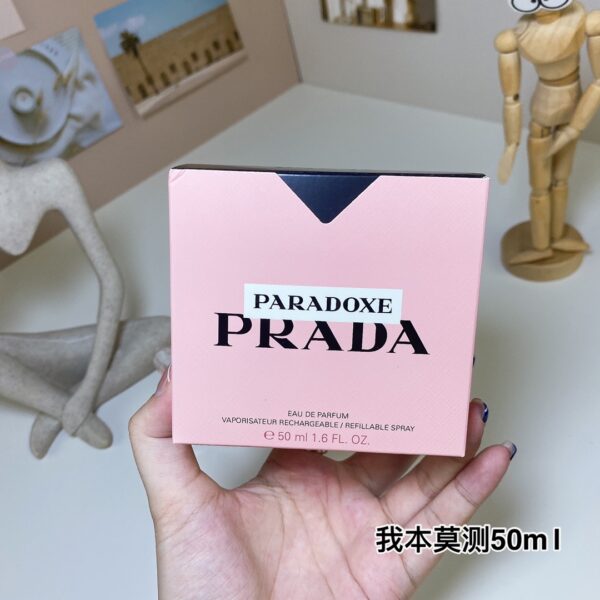 PARADOXE
PRADA
EAU DE PARFUM
VAPORISATEUR RECHARGEABLE / REFILLABLE SPRAY
℮ 50 ml 1.6 FL. OZ.
我本莫测50ml